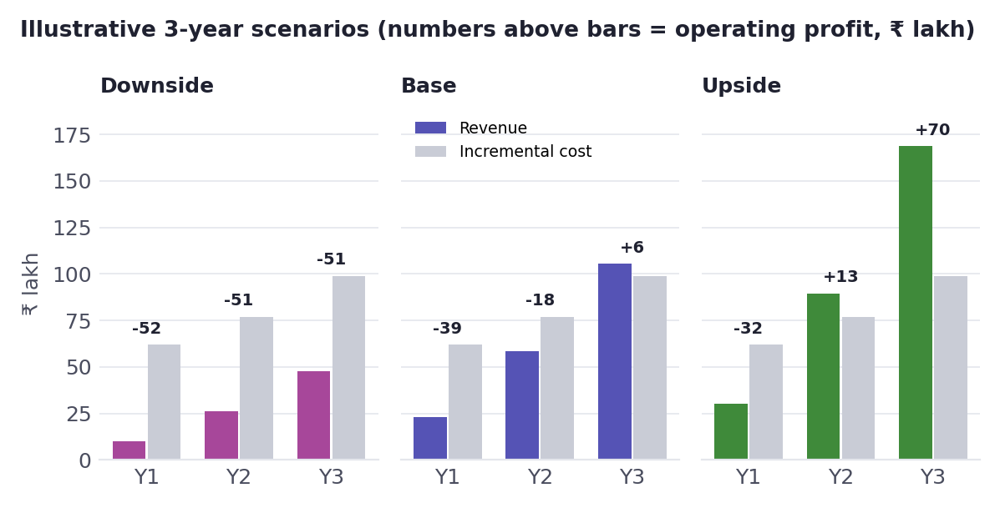 Illustrative 3-year scenarios (numbers above bars = operating profit, ₹ lakh)
Downside
Base
Upside
Revenue
Incremental cost
₹ lakh
175
150
125
100
75
50
25
0
-52
-51
-51
Y1
Y2
Y3
-39
-18
+6
Y1
Y2
Y3
-32
+13
+70
Y1
Y2
Y3